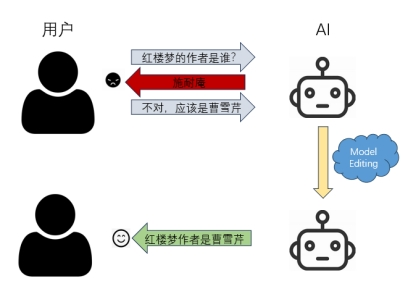 用户
AI
红楼梦的作者是谁？
施耐庵
不对，应该是曹雪芹
Model
Editing
红楼梦作者是曹雪芹